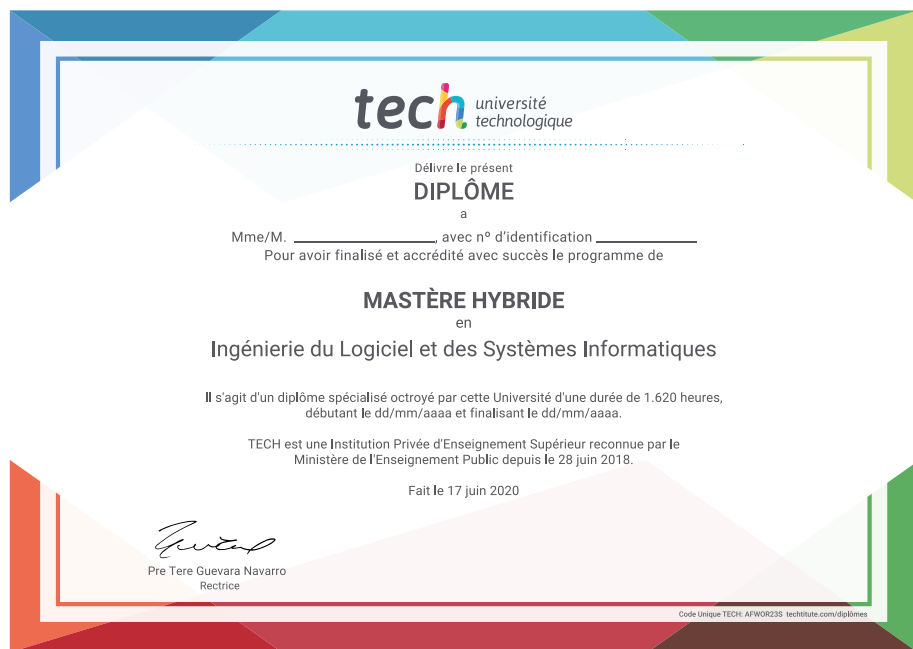 tech université
technologique
Délivre le présent
DIPLÔME
a
Mme/M. , avec nº d'identification
Pour avoir finalisé et accrédité avec succès le programme de
MASTÈRE HYBRIDE
en
Ingénierie du Logiciel et des Systèmes Informatiques
Il s'agit d'un diplôme spécialisé octroyé par cette Université d'une durée de 1.620 heures,
débutant le dd/mm/aaaa et finalisant le dd/mm/aaaa.
TECH est une Institution Privée d'Enseignement Supérieur reconnue par le
Ministère de l'Enseignement Public depuis le 28 juin 2018.
Fait le 17 juin 2020
Pre Tere Guevara Navarro
Rectrice
Code Unique TECH: AFWOR23S techtitute.com/diplômes